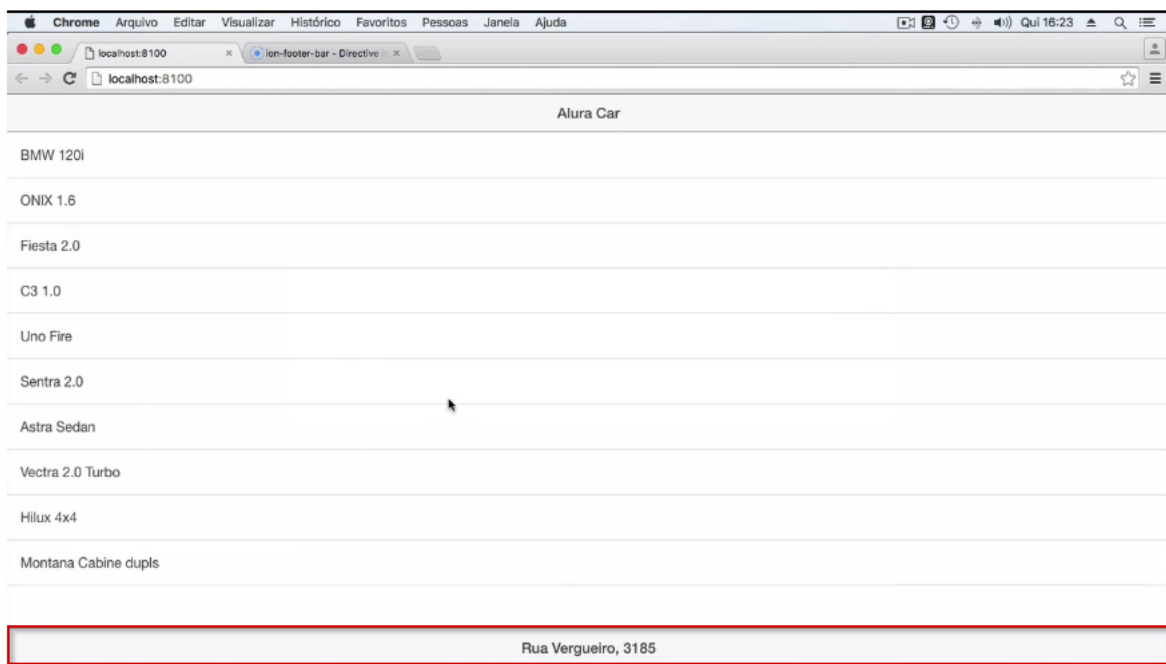 Chrome Arquivo Editar Visualizar Histórico Favoritos Pessoas Janela Ajuda Qui 16:23
localhost:8100 ion-footer-bar - Directive i
localhost:8100
Alura Car
BMW 120i
ONIX 1.6
Fiesta 2.0
C3 1.0
Uno Fire
Sentra 2.0
Astra Sedan
Vectra 2.0 Turbo
Hilux 4x4
Montana Cabine dupls
Rua Vergueiro, 3185